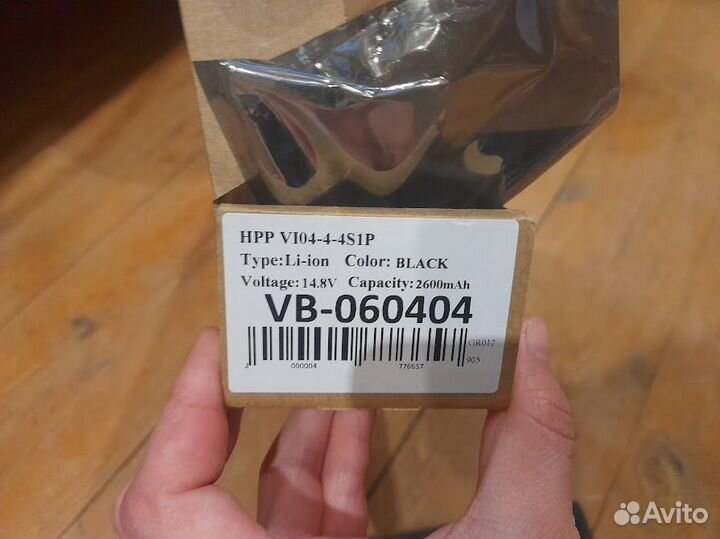 HPP VI04-4-4S1P
Type:Li-ion Color: BLACK
Voltage: 14.8V Capacity:2600mAh
VB-060404
GR012
905
2 000004 776657
Avito